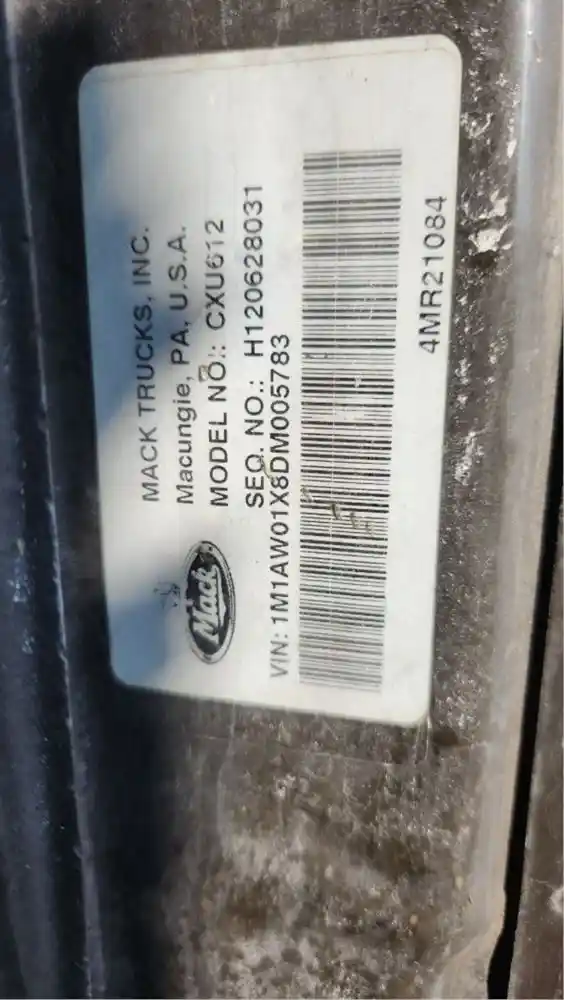 MACK TRUCKS, INC.
Macungie, PA, U.S.A.
MODEL NO.: CXU612
SEQ. NO.: H120628031
Mack
VIN: 1M1AW01X8DM005783
4MR21084